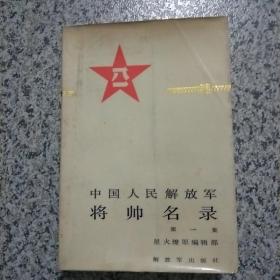 八一
中国人民解放军
将帅名录
第一集
星火燎原编辑部
解放军出版社